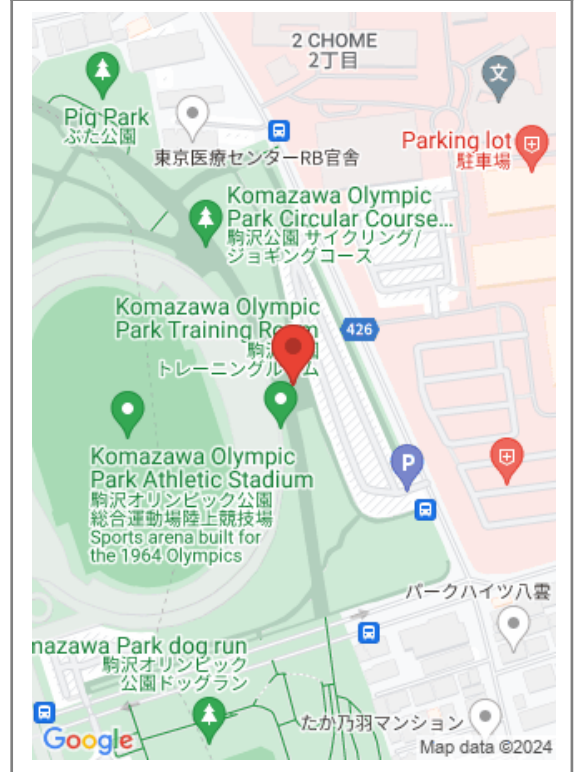 2 CHOME
2丁目
Pig Park
ぶた公園
東京医療センターRB官舎
Parking lot
駐車場
Komazawa Olympic
Park Circular Course...
駒沢公園 サイクリング/
ジョギングコース
Komazawa Olympic
Park Training Room
駒沢
トレーニングル ム
426
Komazawa Olympic
Park Athletic Stadium
駒沢オリンピック公園
総合運動場陸上競技場
Sports arena built for
the 1964 Olympics
P
パークハイツ八雲
mazawa Park dog run
駒沢オリンピック
公園ドッグラン
たか乃羽マンション
Google
Map data ©2024
文